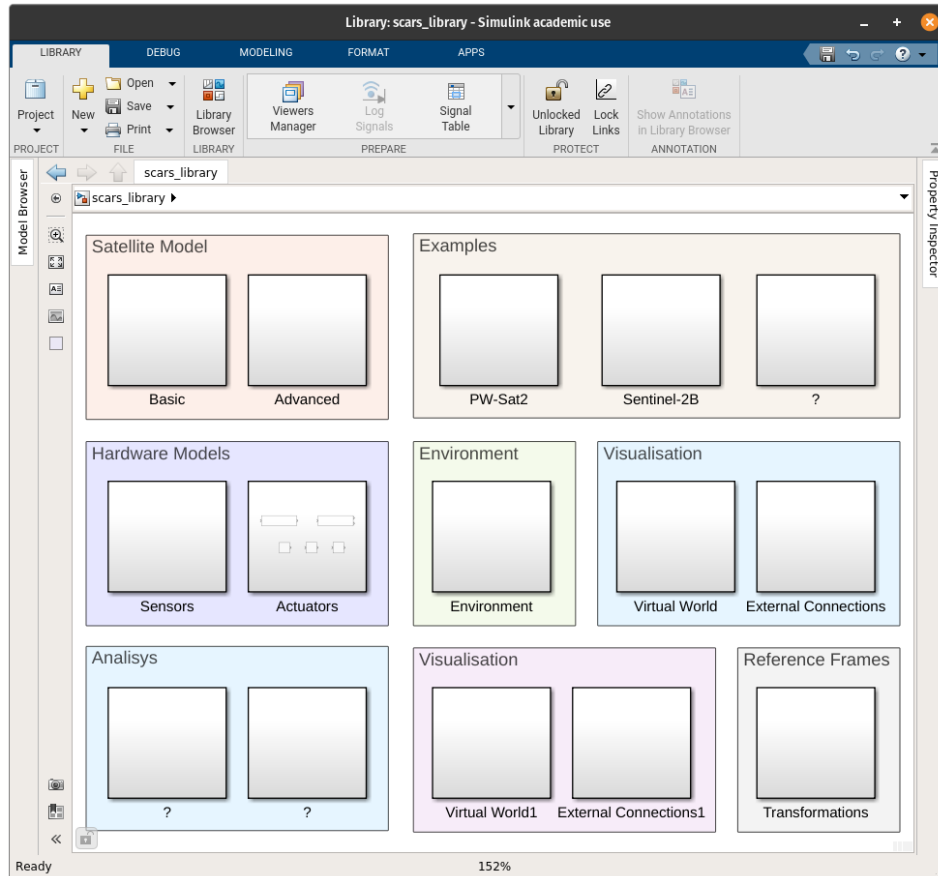 Library: scars_library - Simulink academic use
LIBRARY DEBUG MODELING FORMAT APPS
Project
New
Open
Save
Print
Library
Browser
Viewers
Manager
Log
Signals
Signal
Table
Unlocked
Library
Lock
Links
Show Annotations
in Library Browser
PROJECT FILE LIBRARY PREPARE PROTECT ANNOTATION
Model Browser
Property Inspector
scars_library
scars_library
Satellite Model
Basic Advanced
Examples
PW-Sat2 Sentinel-2B ?
Hardware Models
Sensors Actuators
Environment
Environment
Visualisation
Virtual World External Connections
Analisys
? ?
Visualisation
Virtual World1 External Connections1
Reference Frames
Transformations
Ready 152%